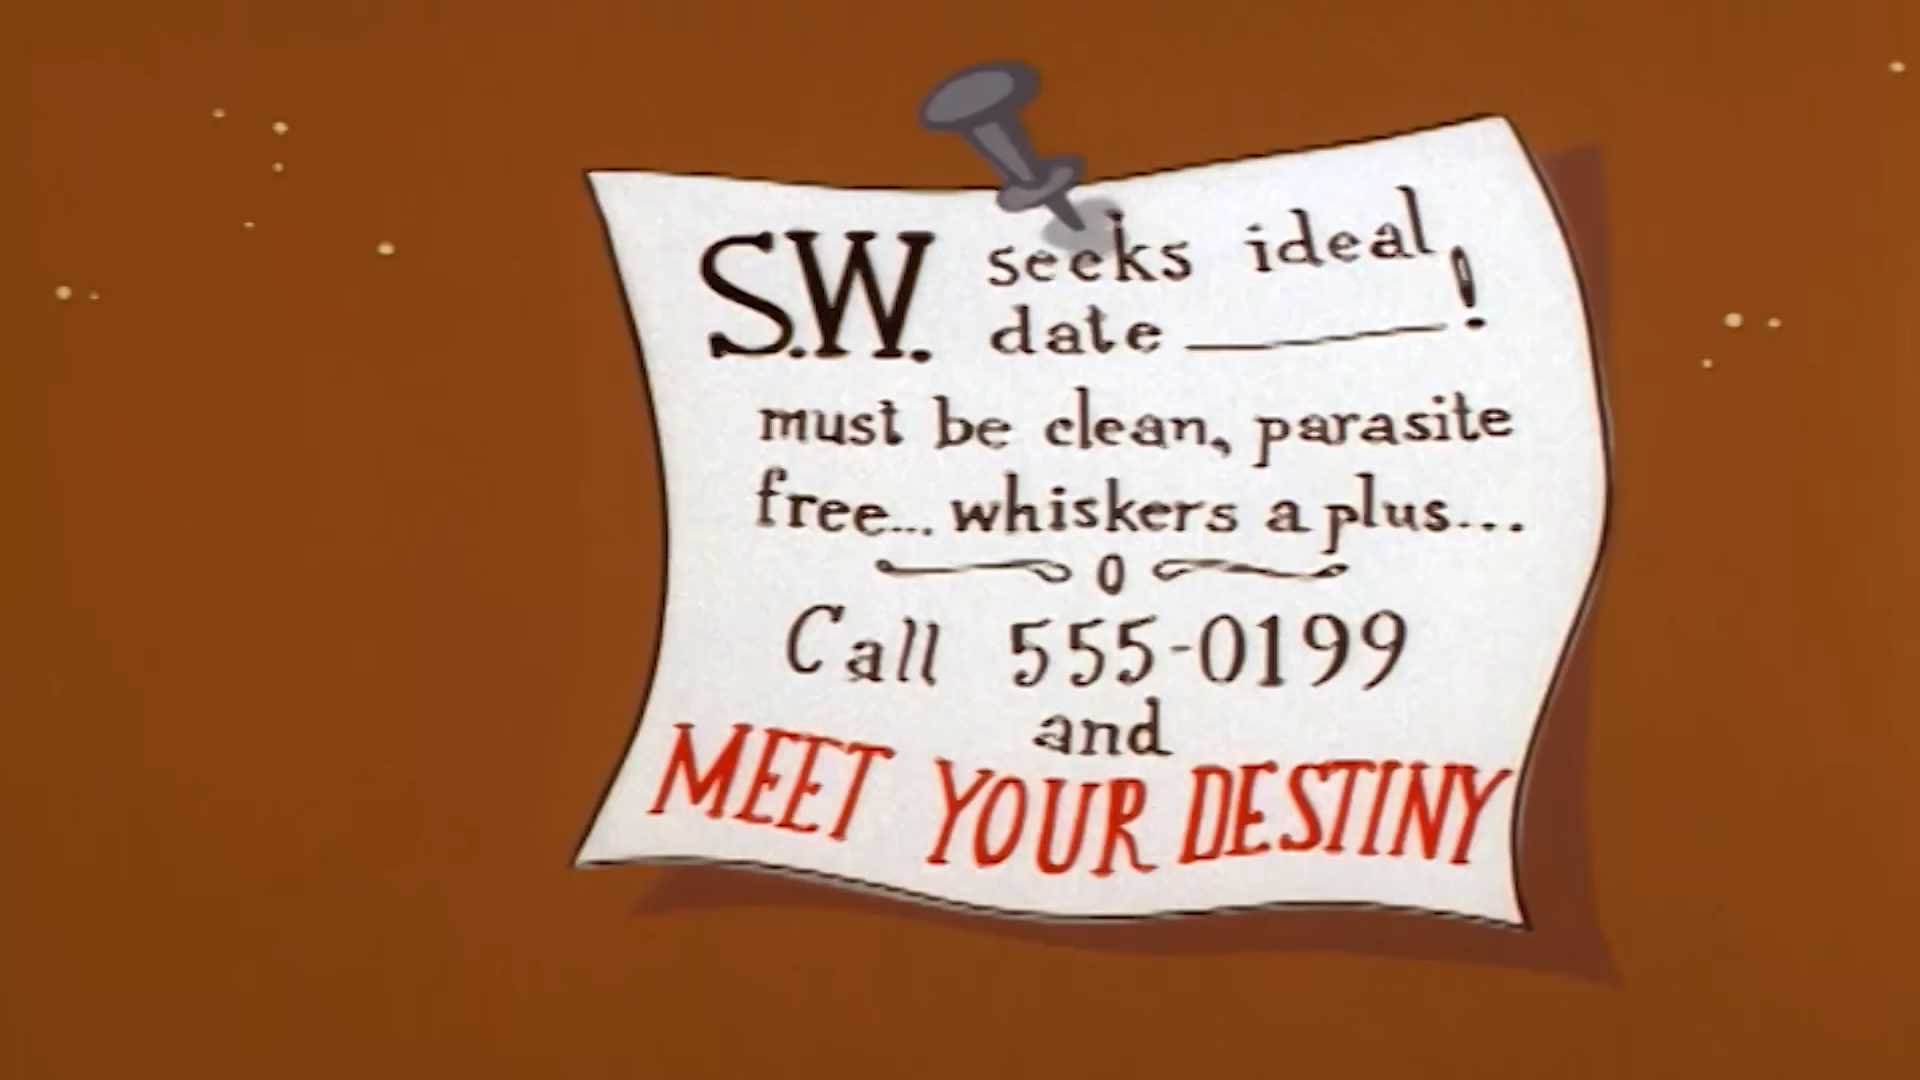 S.W. seeks ideal
date ______!
must be clean, parasite
free... whiskers a plus...
Call 555-0199
and
MEET YOUR DESTINY